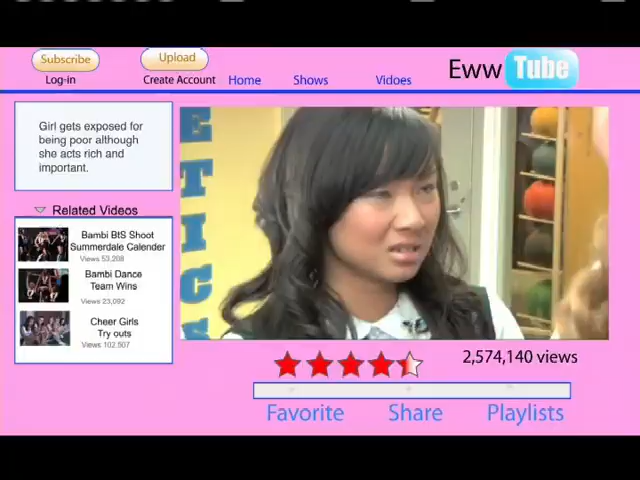 Subscribe
Upload
Eww Tube
Log-in
Create Account
Home
Shows
Vidoes
Girl gets exposed for
being poor although
she acts rich and
important.
Related Videos
Bambi BtS Shoot
Summerdale Calender
Views 53,208
Bambi Dance
Team Wins
Views 23,092
Cheer Girls
Try outs
Views 102,507
ETICS
2,574,140 views
Favorite
Share
Playlists